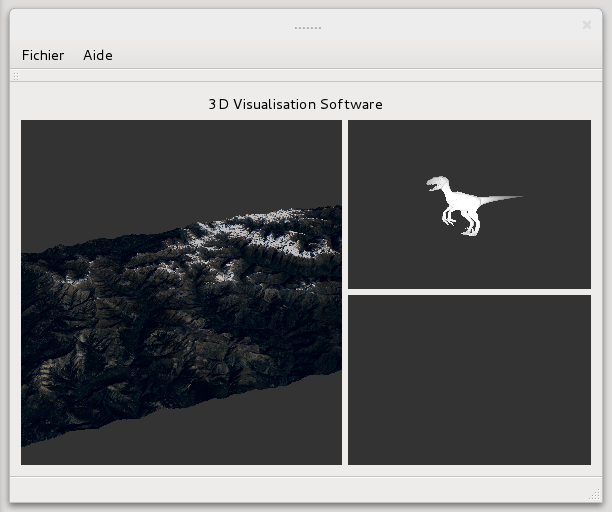 .......
Fichier Aide
3D Visualisation Software